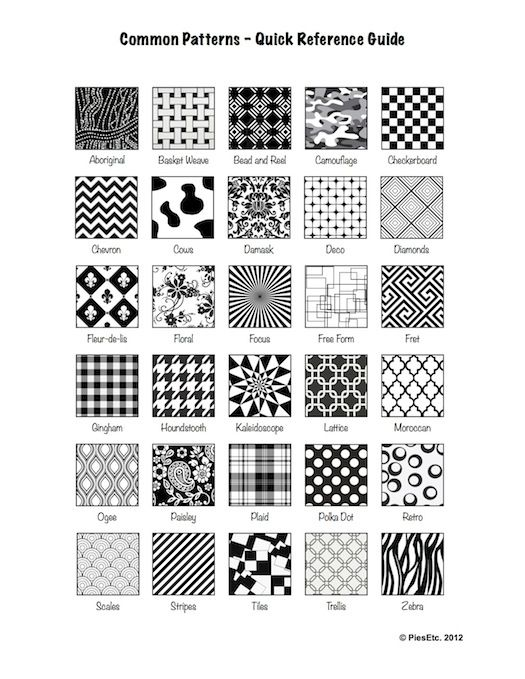 Common Patterns – Quick Reference Guide
Aboriginal Basket Weave Bead and Reel Camouflage Checkerboard
Chevron Cows Damask Deco Diamonds
Fleur-de-lis Floral Focus Free Form Fret
Gingham Houndstooth Kaleidoscope Lattice Moroccan
Ogee Paisley Plaid Polka Dot Retro
Scales Stripes Tiles Trellis Zebra
© PiesEtc. 2012